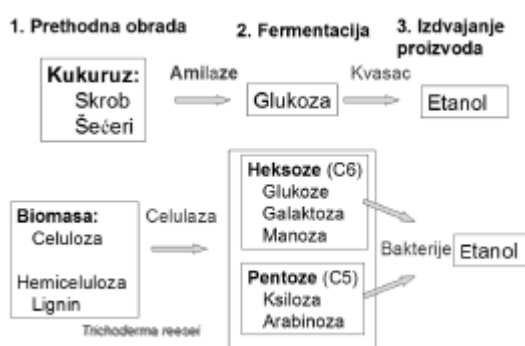 1. Prethodna obrada
2. Fermentacija
3. Izdvajanje
proizvoda
Kukuruz:
Skrob
Šećeri
Amilaze
Glukoza
Kvasac
Etanol
Biomasa:
Celuloza
Hemiceluloza
Lignin
Celulaza
Trichoderma reesei
Heksoze (C6)
Glukoze
Galaktoza
Manoza
Pentoze (C5)
Ksiloza
Arabinoza
Bakterije
Etanol